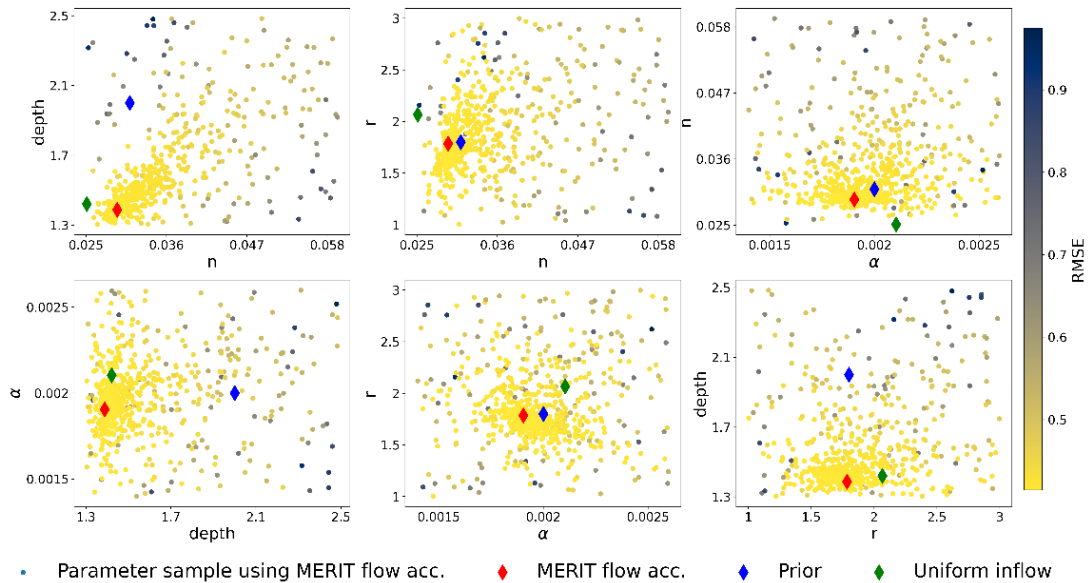 2.5
2.1
1.7
1.3
depth
0.025 0.036 0.047 0.058
n
3
2.5
2
1.5
1
r
0.025 0.036 0.047 0.058
n
0.058
0.047
0.036
0.025
n
0.0015 0.002 0.0025
α
0.0025
0.002
0.0015
α
1.3 1.7 2.1 2.5
depth
3
2.5
2
1.5
1
r
0.0015 0.002 0.0025
α
2.5
2.1
1.7
1.3
depth
1 1.5 2 2.5 3
r
0.9
0.8
0.7
0.6
0.5
RMSE
Parameter sample using MERIT flow acc. MERIT flow acc. Prior Uniform inflow